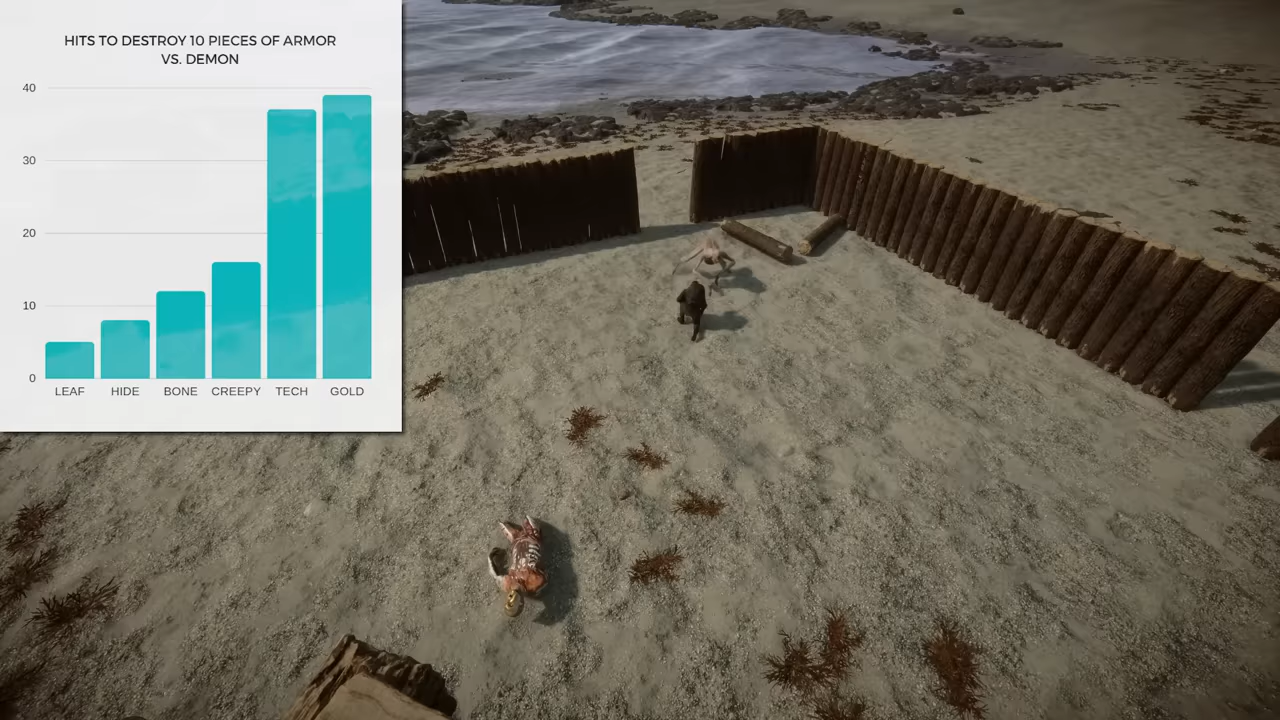 HITS TO DESTROY 10 PIECES OF ARMOR
VS. DEMON
40
30
20
10
0
LEAF HIDE BONE CREEPY TECH GOLD